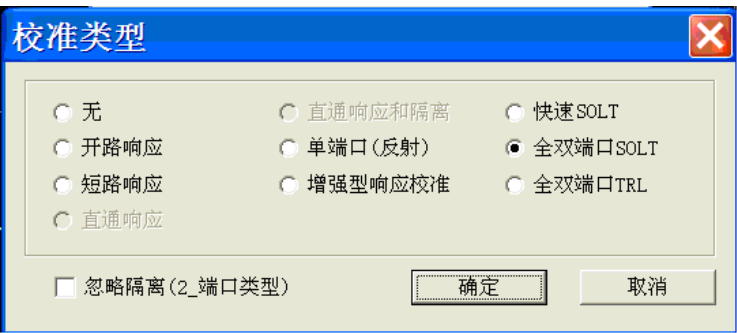 校准类型
无 直通响应和隔离 快速SOLT
开路响应 单端口(反射) 全双端口SOLT
短路响应 增强型响应校准 全双端口TRL
直通响应
忽略隔离(2_端口类型) 确定 取消